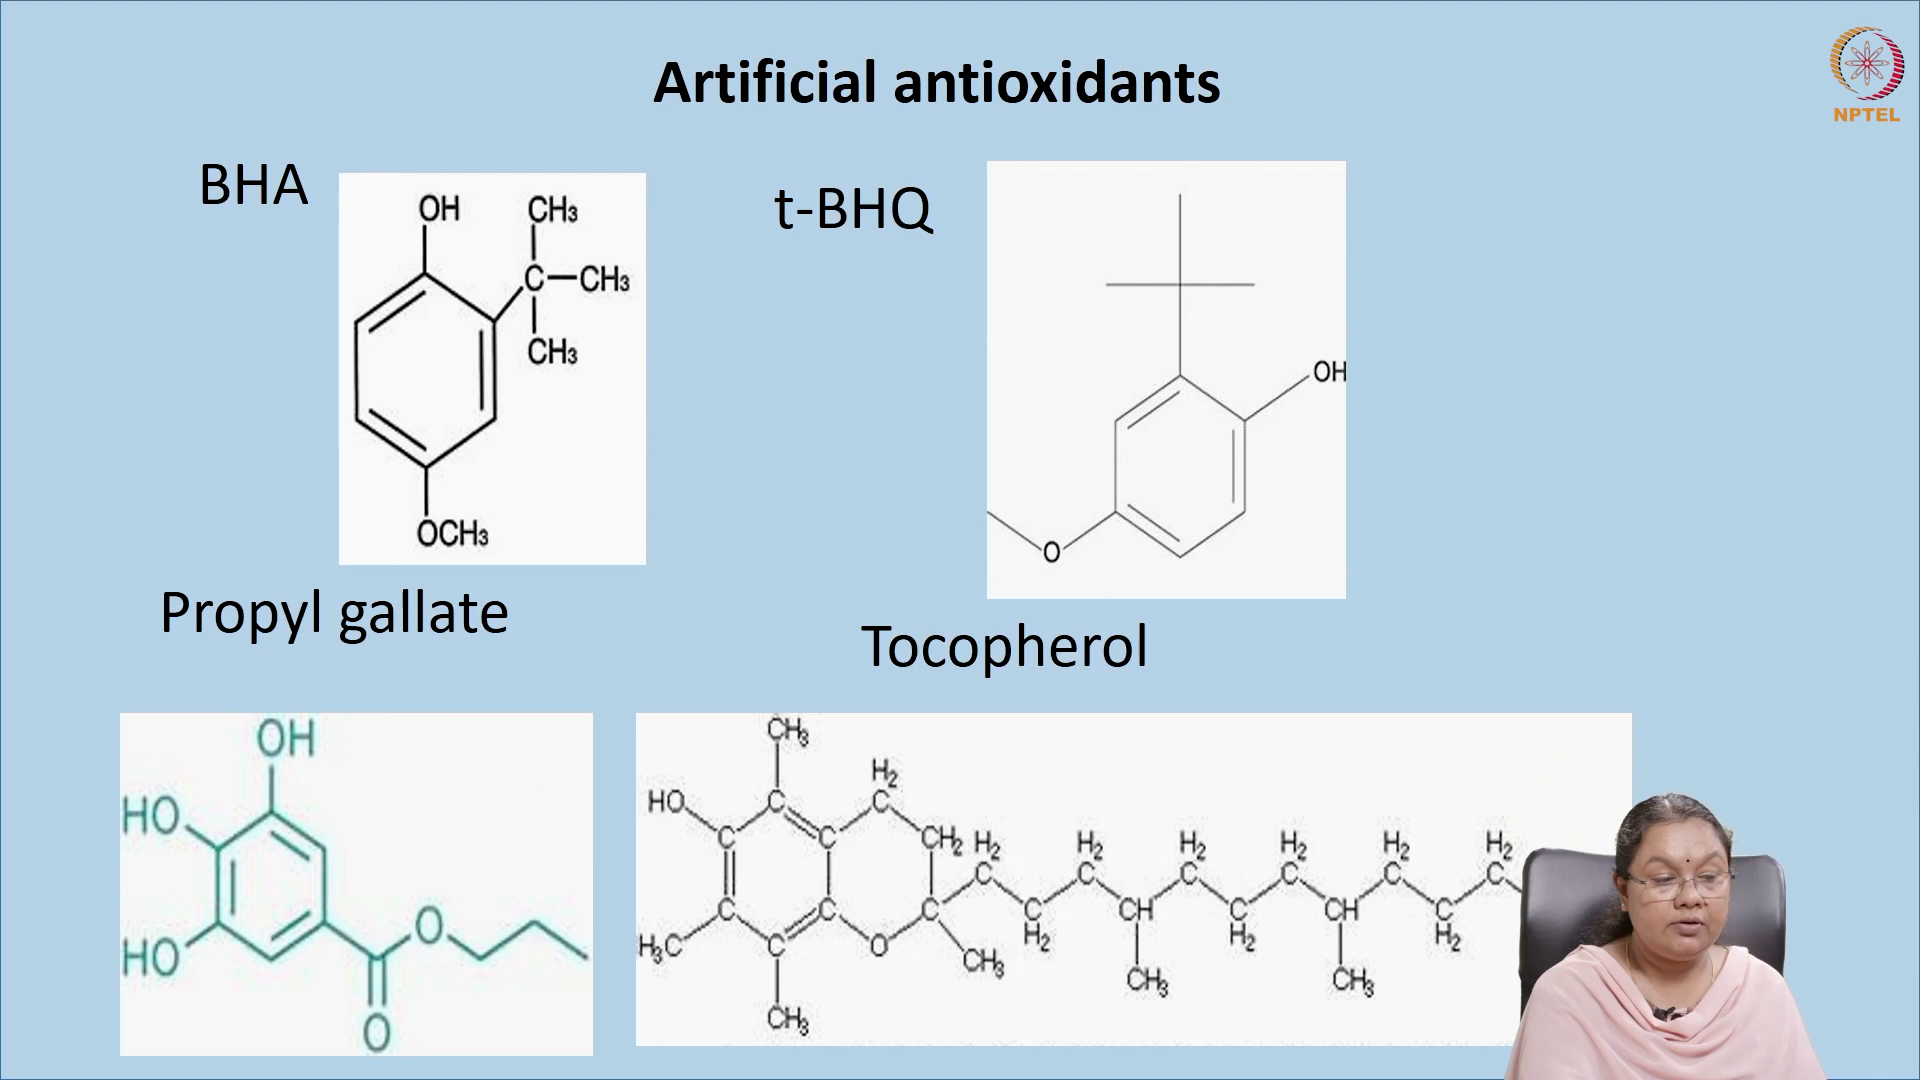 Artificial antioxidants
NPTEL
BHA
OH CH₃
C CH₃
CH₃
OCH₃
t-BHQ
OH
O
Propyl gallate
OH
HO
HO
O
O
Tocopherol
CH₃
H₂
HO C C
C C CH₂ H₂ H₂ H₂ H₂ H₂ H₂
C C C C C C
C C C C CH C CH C
H₃C C O CH₃ H₂ H₂ H₂
CH₃ CH₃
CH₃